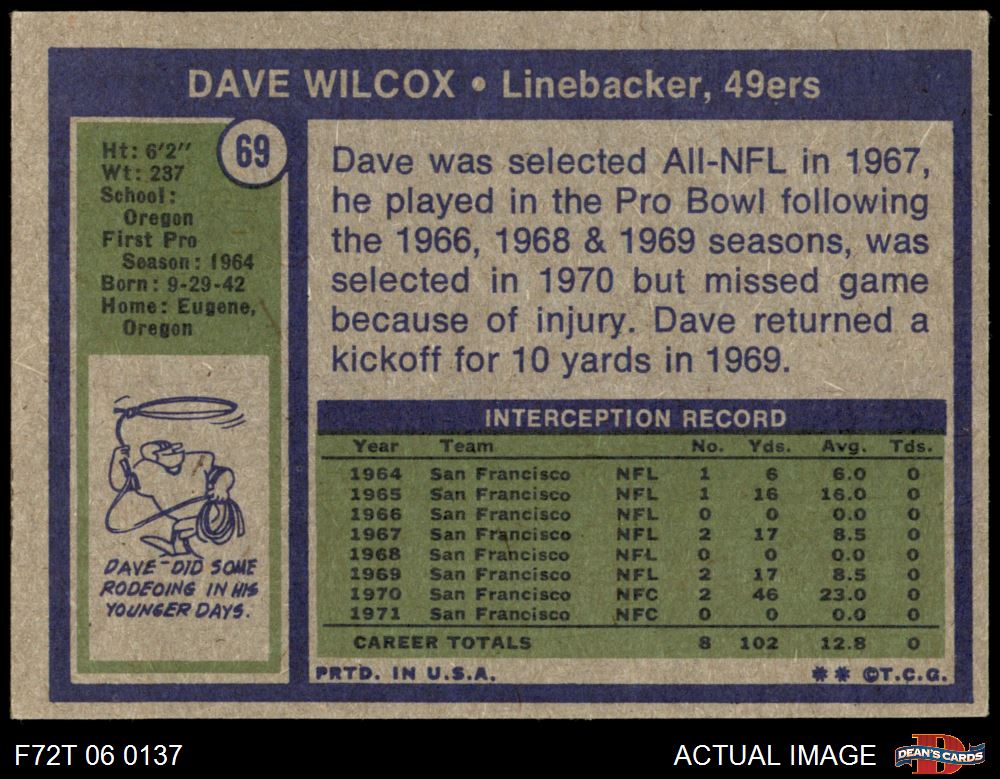 DAVE WILCOX • Linebacker, 49ers
69
Ht: 6'2"
Wt: 237
School:
Oregon
First Pro
Season: 1964
Born: 9-29-42
Home: Eugene,
Oregon
DAVE DID SOME
RODEOING IN HIS
YOUNGER DAYS.
Dave was selected All-NFL in 1967,
he played in the Pro Bowl following
the 1966, 1968 & 1969 seasons, was
selected in 1970 but missed game
because of injury. Dave returned a
kickoff for 10 yards in 1969.
INTERCEPTION RECORD
Year Team No. Yds. Avg. Tds.
1964 San Francisco NFL 1 6 6.0 0
1965 San Francisco NFL 1 16 16.0 0
1966 San Francisco NFL 0 0 0.0 0
1967 San Francisco NFL 2 17 8.5 0
1968 San Francisco NFL 0 0 0.0 0
1969 San Francisco NFL 2 17 8.5 0
1970 San Francisco NFC 2 46 23.0 0
1971 San Francisco NFC 0 0 0.0 0
CAREER TOTALS 8 102 12.8 0
PRTD. IN U.S.A. ** ©T.C.G.
F72T 06 0137 ACTUAL IMAGE DEAN'S CARDS